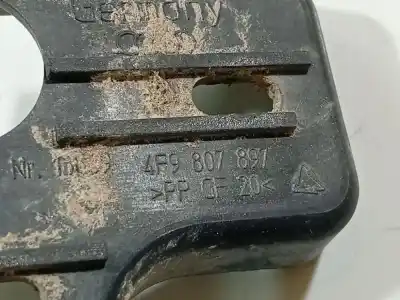 Germany
Nr.
4F9 807 897
>PP GF 20<